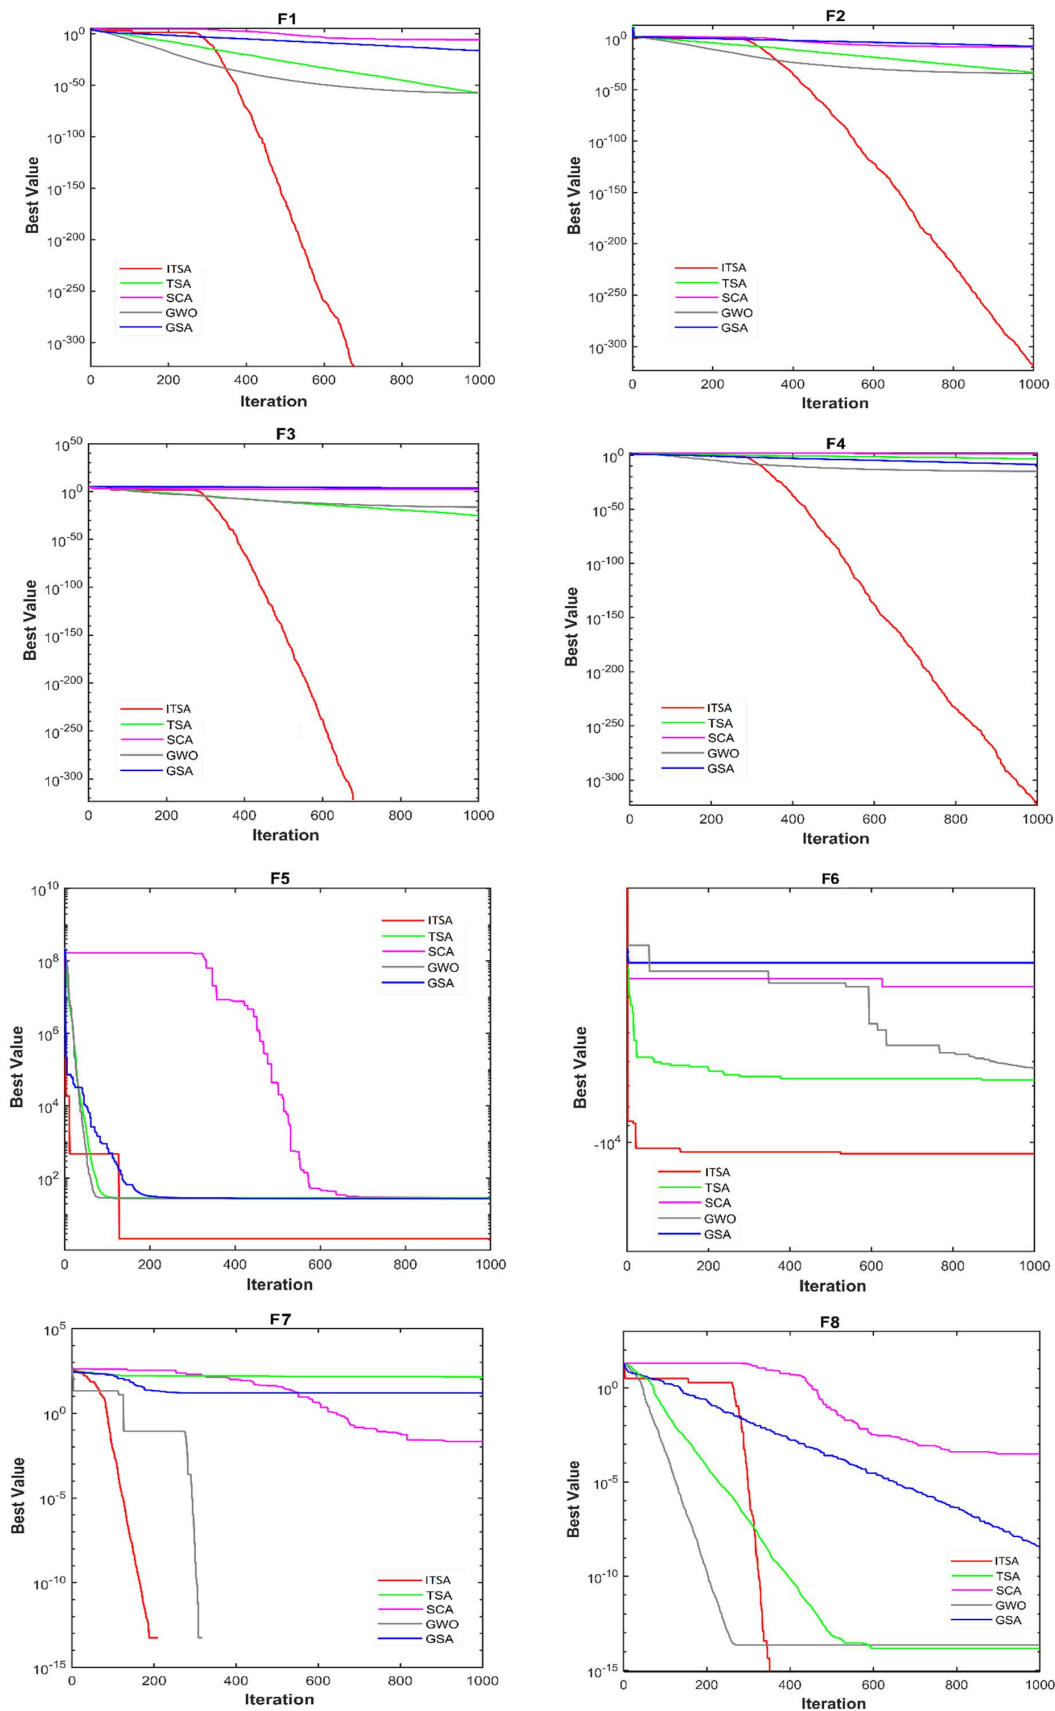 F1
10^0
10^-50
10^-100
10^-150
10^-200
10^-250
10^-300
Best Value
ITSA
TSA
SCA
GWO
GSA
0 200 400 600 800 1000
Iteration
F2
10^0
10^-50
10^-100
10^-150
10^-200
10^-250
10^-300
Best Value
ITSA
TSA
SCA
GWO
GSA
0 200 400 600 800 1000
Iteration
F3
10^50
10^0
10^-50
10^-100
10^-150
10^-200
10^-250
10^-300
Best Value
ITSA
TSA
SCA
GWO
GSA
0 200 400 600 800 1000
Iteration
F4
10^0
10^-50
10^-100
10^-150
10^-200
10^-250
10^-300
Best Value
ITSA
TSA
SCA
GWO
GSA
0 200 400 600 800 1000
Iteration
F5
10^10
10^8
10^6
10^4
10^2
Best Value
ITSA
TSA
SCA
GWO
GSA
0 200 400 600 800 1000
Iteration
F6
-10^4
Best Value
ITSA
TSA
SCA
GWO
GSA
0 200 400 600 800 1000
Iteration
F7
10^5
10^0
10^-5
10^-10
10^-15
Best Value
ITSA
TSA
SCA
GWO
GSA
0 200 400 600 800 1000
Iteration
F8
10^0
10^-5
10^-10
10^-15
Best Value
ITSA
TSA
SCA
GWO
GSA
0 200 400 600 800 1000
Iteration